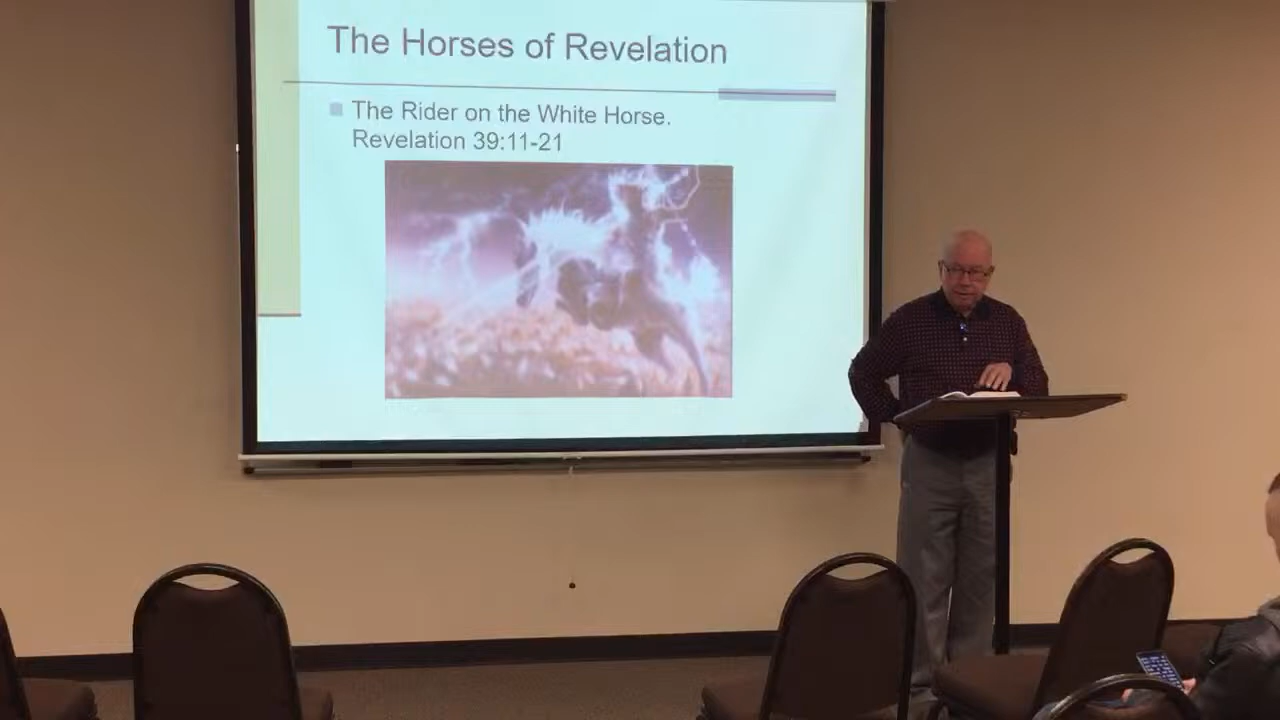 The Horses of Revelation
The Rider on the White Horse.
Revelation 39:11-21